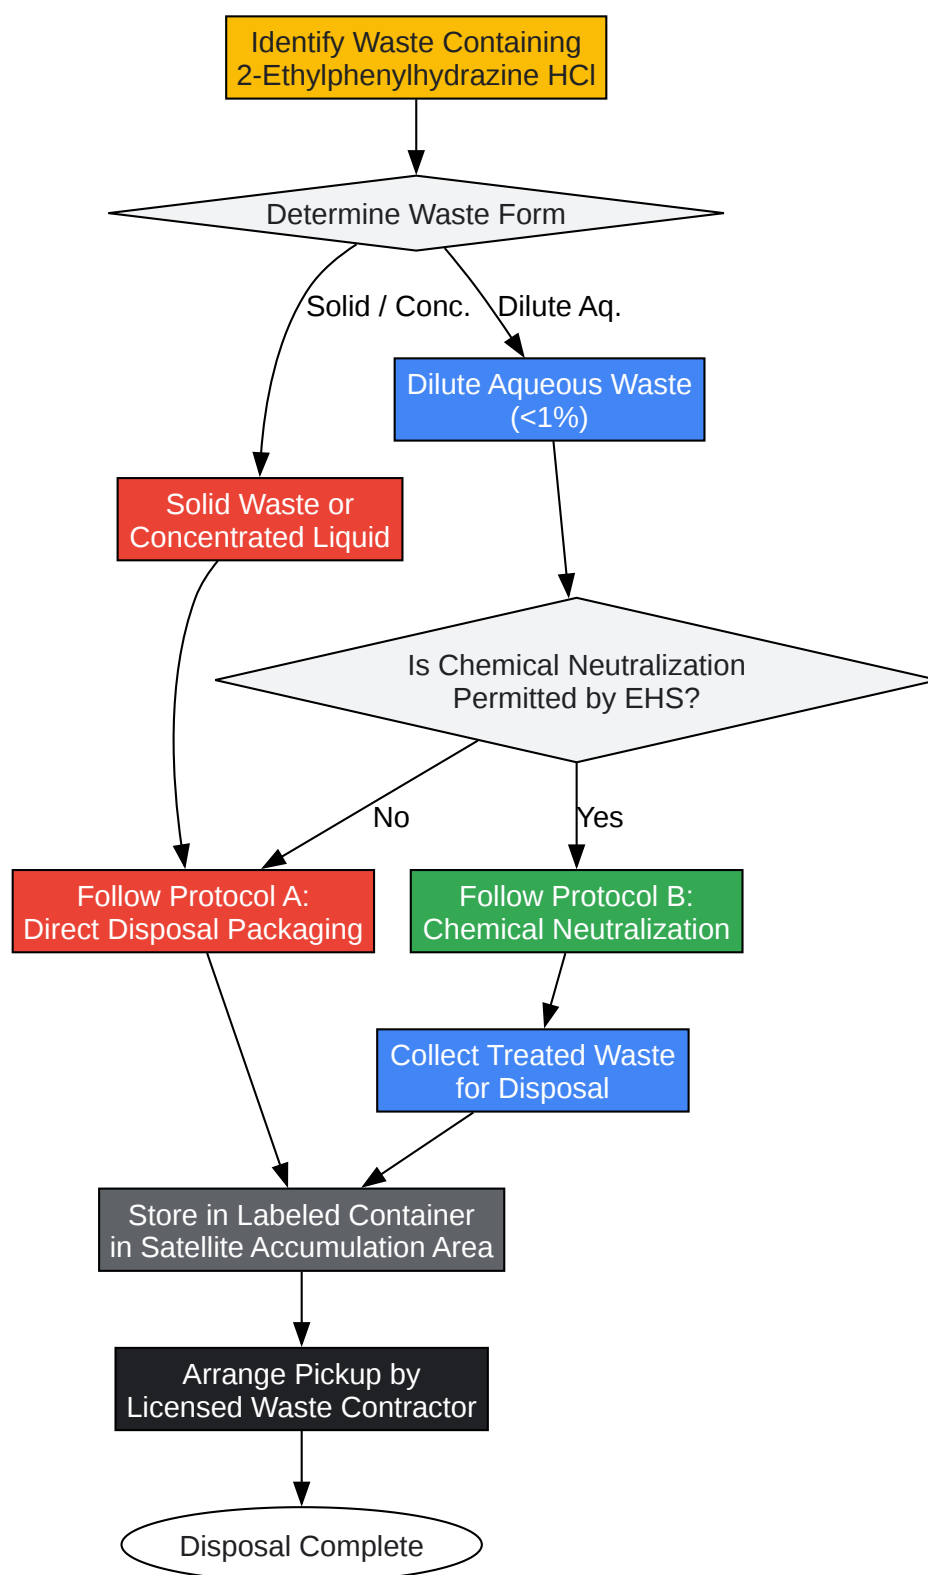 Identify Waste Containing
2-Ethylphenylhydrazine HCl
Determine Waste Form
Solid / Conc.
Dilute Aq.
Dilute Aqueous Waste
(<1%)
Solid Waste or
Concentrated Liquid
Is Chemical Neutralization
Permitted by EHS?
No
Yes
Follow Protocol A:
Direct Disposal Packaging
Follow Protocol B:
Chemical Neutralization
Collect Treated Waste
for Disposal
Store in Labeled Container
in Satellite Accumulation Area
Arrange Pickup by
Licensed Waste Contractor
Disposal Complete